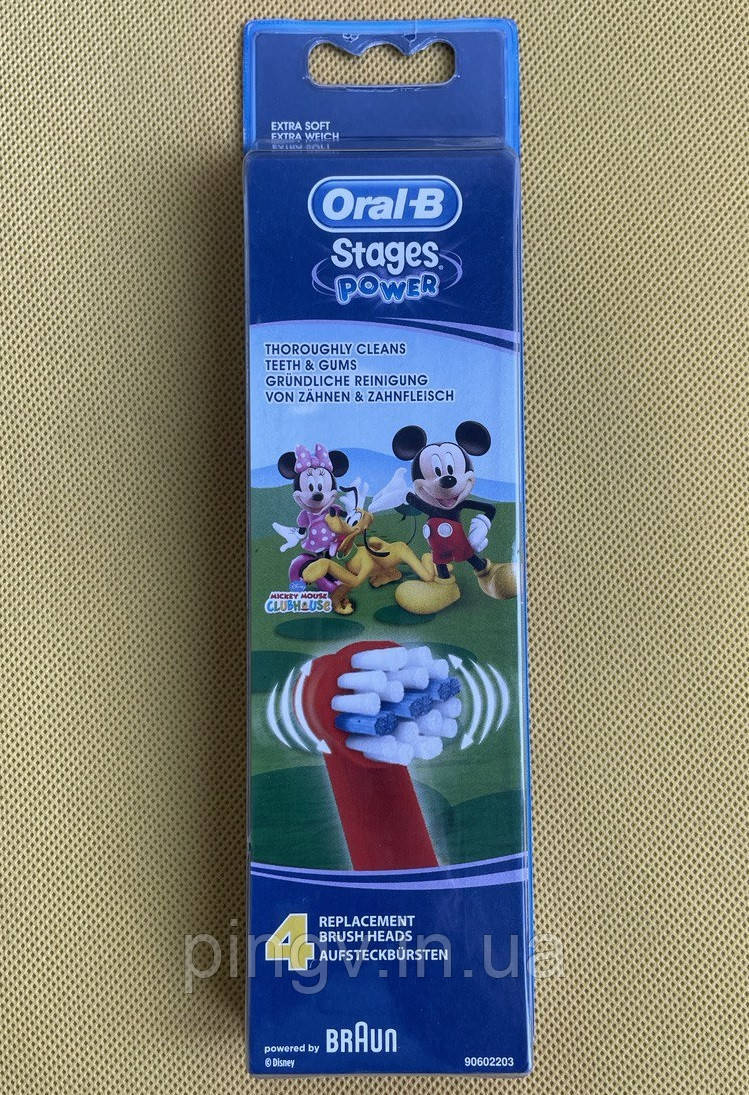 EXTRA SOFT
EXTRA WEICH
Oral-B
Stages
POWER
THOROUGHLY CLEANS
TEETH & GUMS
GRÜNDLICHE REINIGUNG
VON ZÄHNEN & ZAHNFLEISCH
Disney
MICKEY MOUSE
CLUBHOUSE
4 REPLACEMENT
BRUSH HEADS
AUFSTECKBÜRSTEN
pingv.in.ua
powered by BRAUN
© Disney
90602203